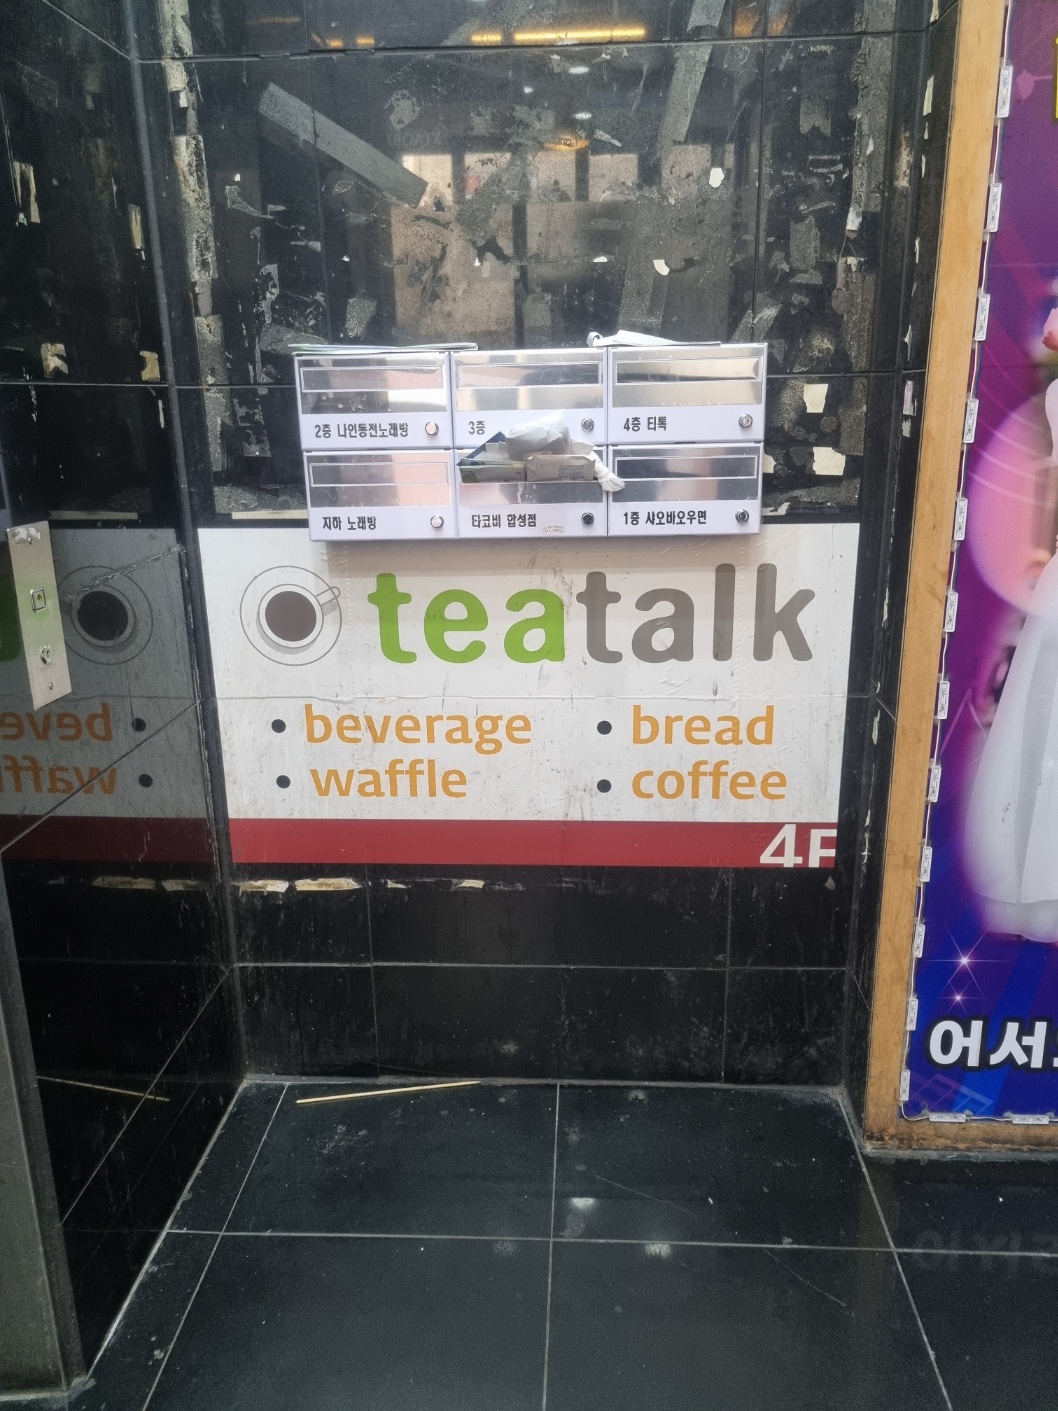 2층 나인동전노래방
3층
4층 티톡
지하 노래방
타코비 합성점
1층 샤오바오우면
teatalk
• beverage
• bread
• waffle
• coffee
4F
어서